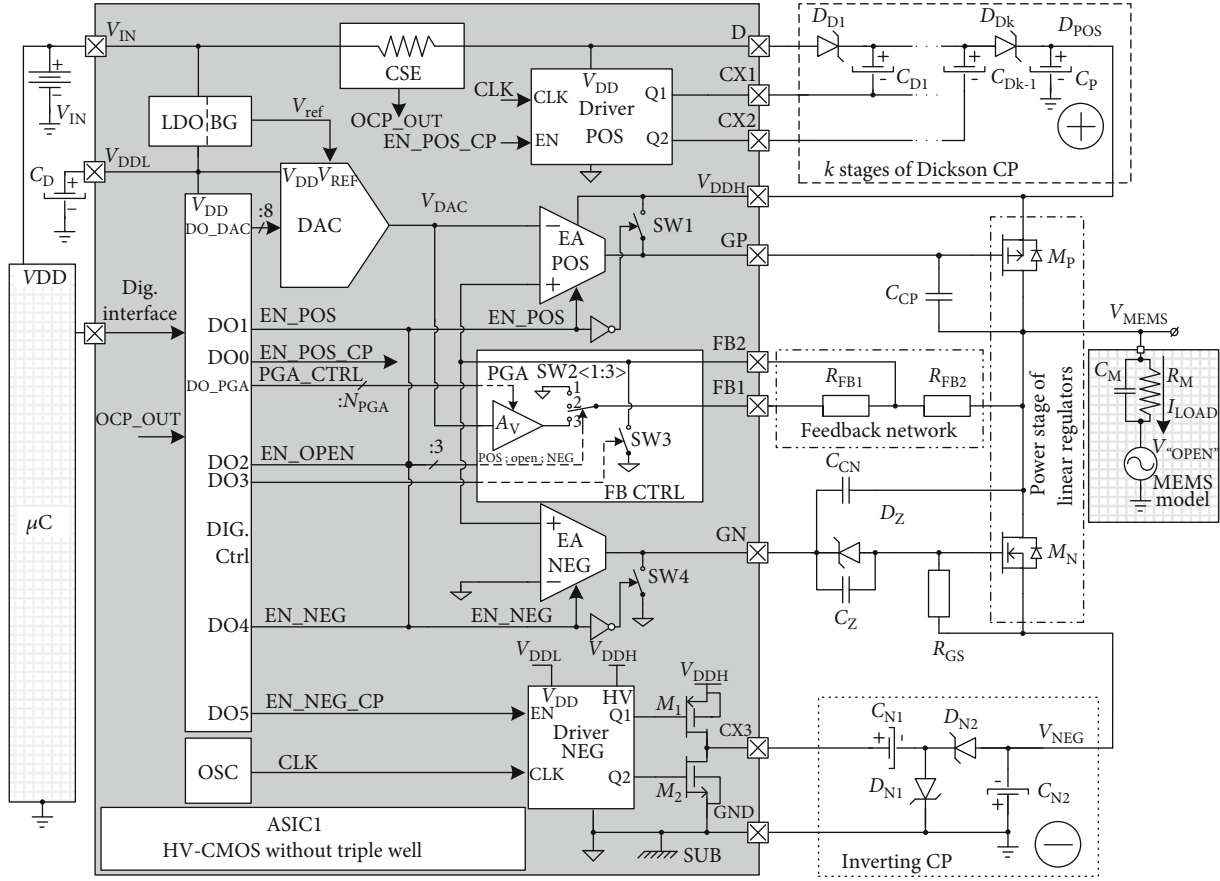 V_IN
D
D_D1
D_Dk
D_POS
CSE
V_DD
CX1
C_D1
C_Dk-1
C_P
V_IN
LDO BG
V_ref
OCP_OUT
CLK
CLK
Driver
POS
Q1
EN_POS_CP
EN
Q2
CX2
V_DDL
C_D
V_DD V_REF
DAC
V_DD
DO_DAC
:8
V_DAC
V_DDH
k stages of Dickson CP
EA
POS
SW1
GP
M_P
C_CP
VDD
Dig.
interface
DO1
EN_POS
EN_POS
V_MEMS
DO0
EN_POS_CP
FB2
DO_PGA
PGA_CTRL
:N_PGA
PGA
SW2<1:3>
1
2
3
A_V
SW3
FB1
R_FB1
R_FB2
Feedback network
C_M
R_M
I_LOAD
V_“OPEN”
MEMS
model
OCP_OUT
POS ; open ; NEG
FB CTRL
DO2
EN_OPEN
:3
DO3
Power stage of
linear regulators
C_CN
D_Z
μC
DIG.
Ctrl
EA
NEG
GN
M_N
SW4
C_Z
DO4
EN_NEG
EN_NEG
R_GS
V_DDL
V_DDH
V_DDH
DO5
EN_NEG_CP
V_DD
HV
EN
Q1
M_1
Driver
NEG
CX3
C_N1
D_N2
V_NEG
OSC
CLK
CLK
Q2
M_2
D_N1
C_N2
GND
ASIC1
HV-CMOS without triple well
SUB
Inverting CP